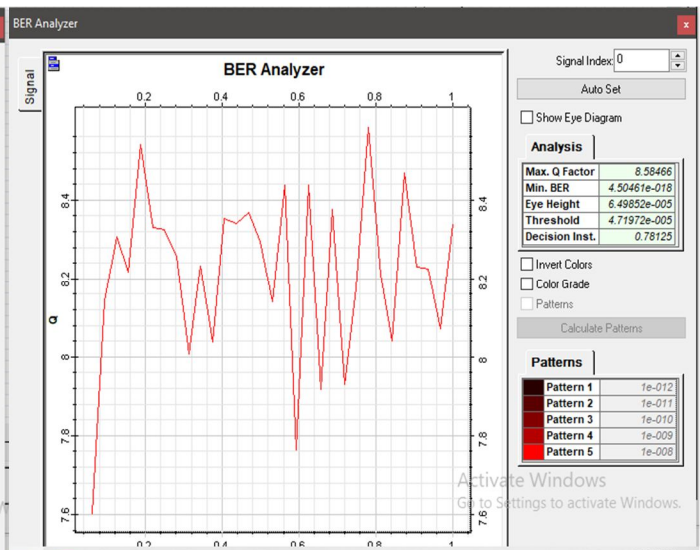 BER Analyzer
x
Signal
BER Analyzer
Signal Index: 0
Auto Set
Show Eye Diagram
Analysis
Max. Q Factor 8.58466
Min. BER 4.50461e-018
Eye Height 6.49852e-005
Threshold 4.71972e-005
Decision Inst. 0.78125
Invert Colors
Color Grade
Patterns
Calculate Patterns
Patterns
Pattern 1 1e-012
Pattern 2 1e-011
Pattern 3 1e-010
Pattern 4 1e-009
Pattern 5 1e-008
0.2 0.4 0.6 0.8 1
8.4 8.4
8.2 8.2
Q
8 8
7.8 7.8
7.6 7.6
0.2 0.4 0.6 0.8 1
Activate Windows
Go to Settings to activate Windows.